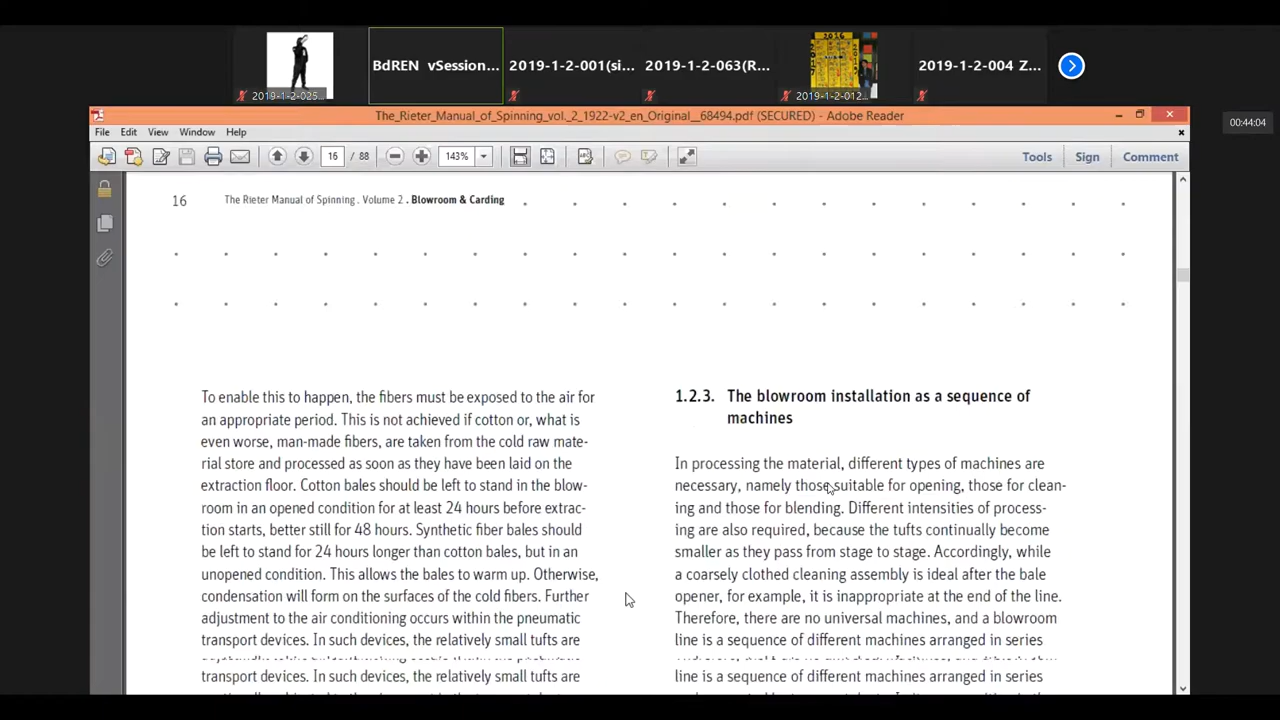 2019-1-2-025...
BdREN vSession...
2019-1-2-001(si...
2019-1-2-063(R...
2016
2019-1-2-012...
2019-1-2-004 Z...
00:44:04
The_Rieter_Manual_of_Spinning_vol._2_1922-v2_en_Original__68494.pdf (SECURED) - Adobe Reader
File Edit View Window Help
16 / 88 143% Tools Sign Comment
16 The Rieter Manual of Spinning . Volume 2 . Blowroom & Carding
To enable this to happen, the fibers must be exposed to the air for
an appropriate period. This is not achieved if cotton or, what is
even worse, man-made fibers, are taken from the cold raw mate-
rial store and processed as soon as they have been laid on the
extraction floor. Cotton bales should be left to stand in the blow-
room in an opened condition for at least 24 hours before extrac-
tion starts, better still for 48 hours. Synthetic fiber bales should
be left to stand for 24 hours longer than cotton bales, but in an
unopened condition. This allows the bales to warm up. Otherwise,
condensation will form on the surfaces of the cold fibers. Further
adjustment to the air conditioning occurs within the pneumatic
transport devices. In such devices, the relatively small tufts are
transport devices. In such devices, the relatively small tufts are
1.2.3. The blowroom installation as a sequence of
machines
In processing the material, different types of machines are
necessary, namely those suitable for opening, those for clean-
ing and those for blending. Different intensities of process-
ing are also required, because the tufts continually become
smaller as they pass from stage to stage. Accordingly, while
a coarsely clothed cleaning assembly is ideal after the bale
opener, for example, it is inappropriate at the end of the line.
Therefore, there are no universal machines, and a blowroom
line is a sequence of different machines arranged in series
line is a sequence of different machines arranged in series